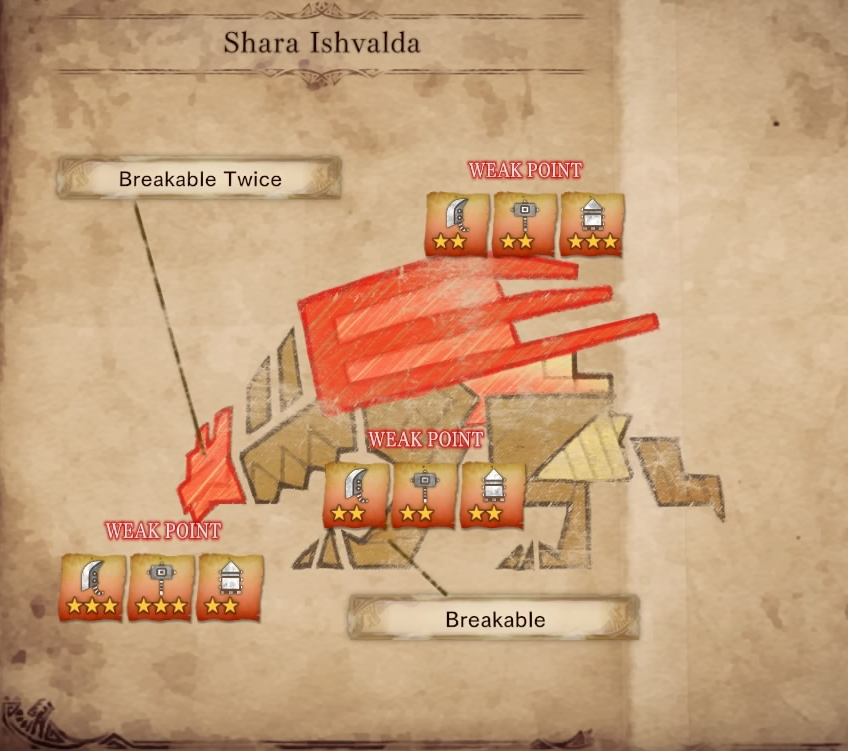 Shara Ishvalda
Breakable Twice
WEAK POINT
WEAK POINT
WEAK POINT
Breakable